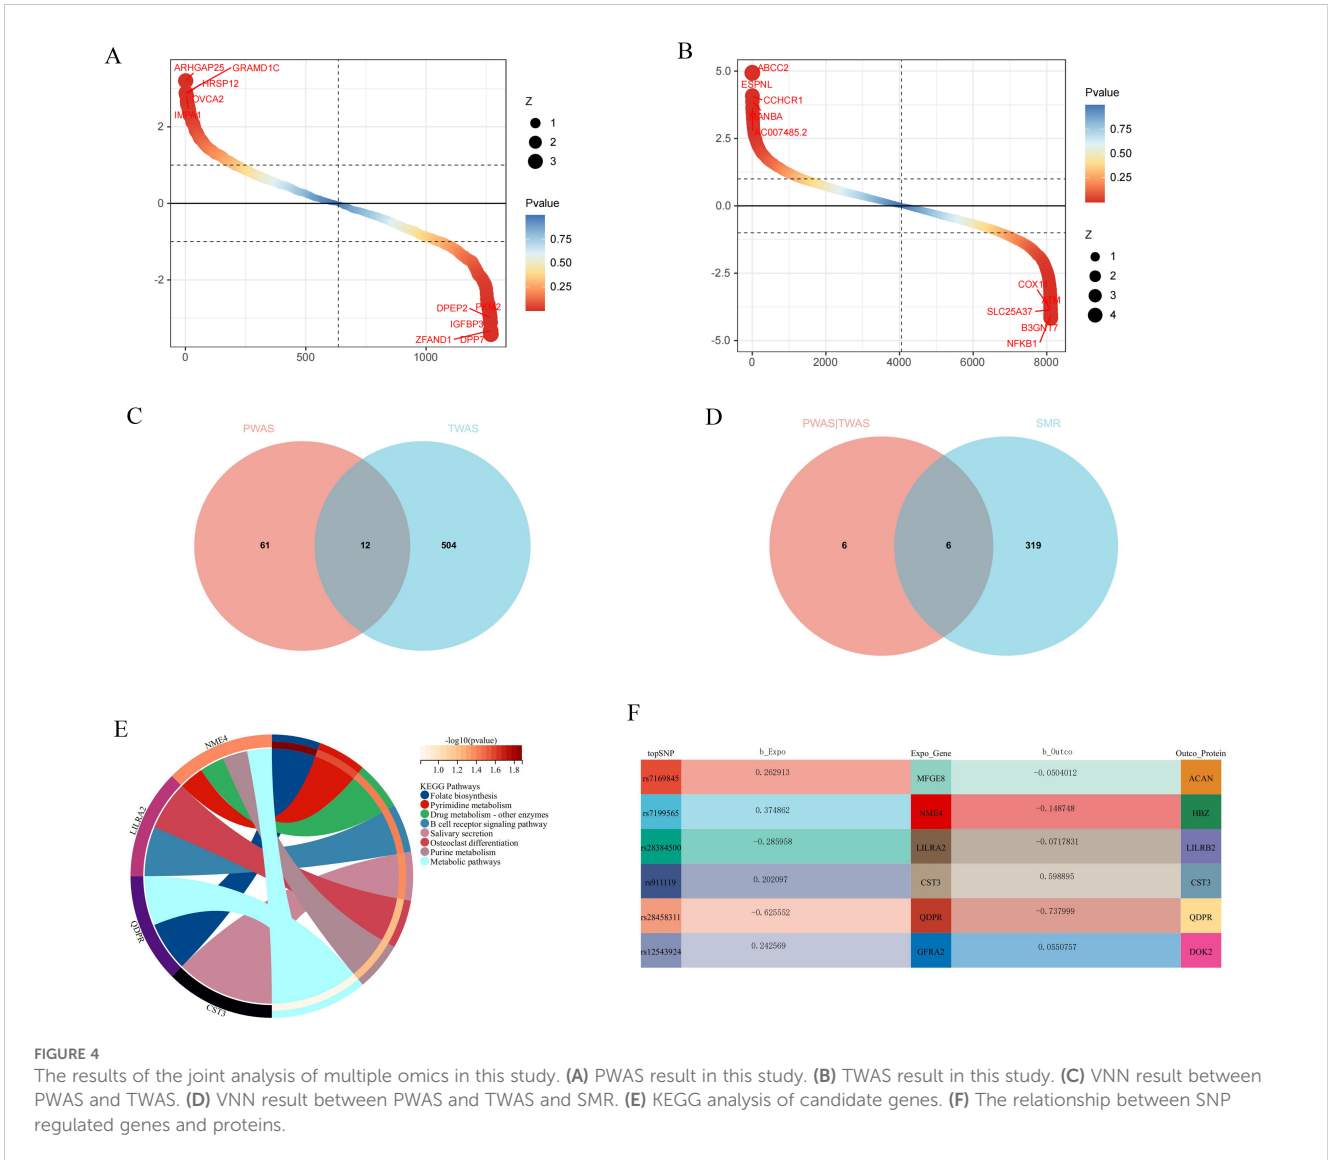 A
ARHGAP25
GRAMD1C
HRSP12
OVCA2
2
0
-2
DPEP2
IGFBP3
ZFAND1
DPP7
0
500
1000
Z
1
2
3
Pvalue
0.75
0.50
0.25
B
5.0
2.5
0.0
-2.5
-5.0
ABCC2
ESPNL
CCHCR1
MANBA
AC007485.2
SLC25A37
B3GNT7
NFKB1
0
2000
4000
6000
8000
Pvalue
0.75
0.50
0.25
Z
1
2
3
4
C
PWAS
TWAS
61
12
504
D
PWAS|TWAS
SMR
6
6
319
E
NME4
LILRA2
QDPR
CST3
-log10(pvalue)
1.0 1.2 1.4 1.6 1.8
KEGG Pathways
Folate biosynthesis
Pyrimidine metabolism
Drug metabolism - other enzymes
B cell receptor signaling pathway
Salivary secretion
Osteoclast differentiation
Purine metabolism
Metabolic pathways
F
topSNP b_Expo Expo_Gene b_Outco Outco_Protein
rs7169845 0.262913 MFGE8 -0.0504012 ACAN
rs7199565 0.374862 NME4 -0.148748 HBZ
rs28384500 -0.285958 LILRA2 -0.0717831 LILRB2
rs911119 0.202097 CST3 0.598895 CST3
rs28458311 -0.625552 QDPR -0.737999 QDPR
rs12543924 0.242569 GFRA2 0.0550757 DOK2
FIGURE 4
The results of the joint analysis of multiple omics in this study. (A) PWAS result in this study. (B) TWAS result in this study. (C) VNN result between
PWAS and TWAS. (D) VNN result between PWAS and TWAS and SMR. (E) KEGG analysis of candidate genes. (F) The relationship between SNP
regulated genes and proteins.